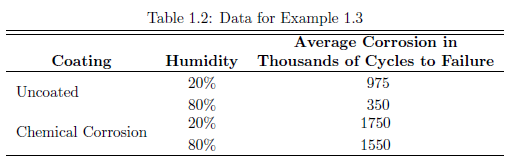 Table 1.2: Data for Example 1.3
Average Corrosion in
Coating Humidity Thousands of Cycles to Failure
Uncoated 20% 975
80% 350
Chemical Corrosion 20% 1750
80% 1550